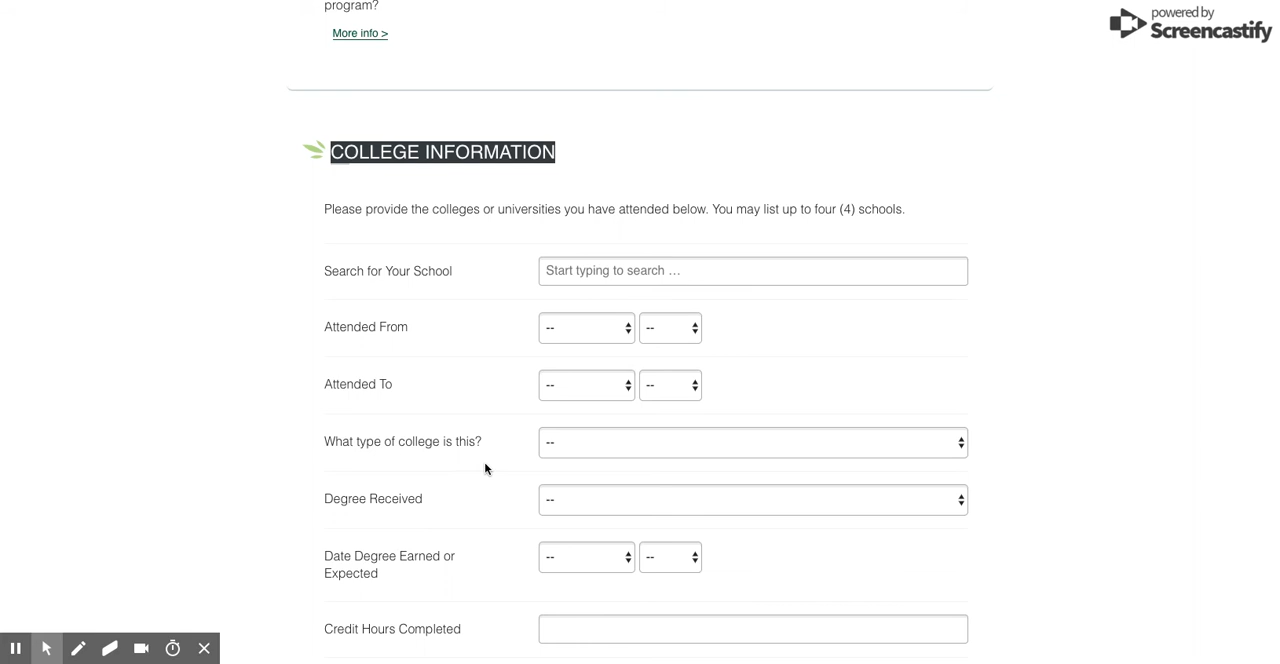 program?
More info >
powered by
Screencastify
COLLEGE INFORMATION
Please provide the colleges or universities you have attended below. You may list up to four (4) schools.
Search for Your School
Start typing to search ...
Attended From
-- --
Attended To
-- --
What type of college is this?
--
Degree Received
--
Date Degree Earned or
Expected
-- --
Credit Hours Completed